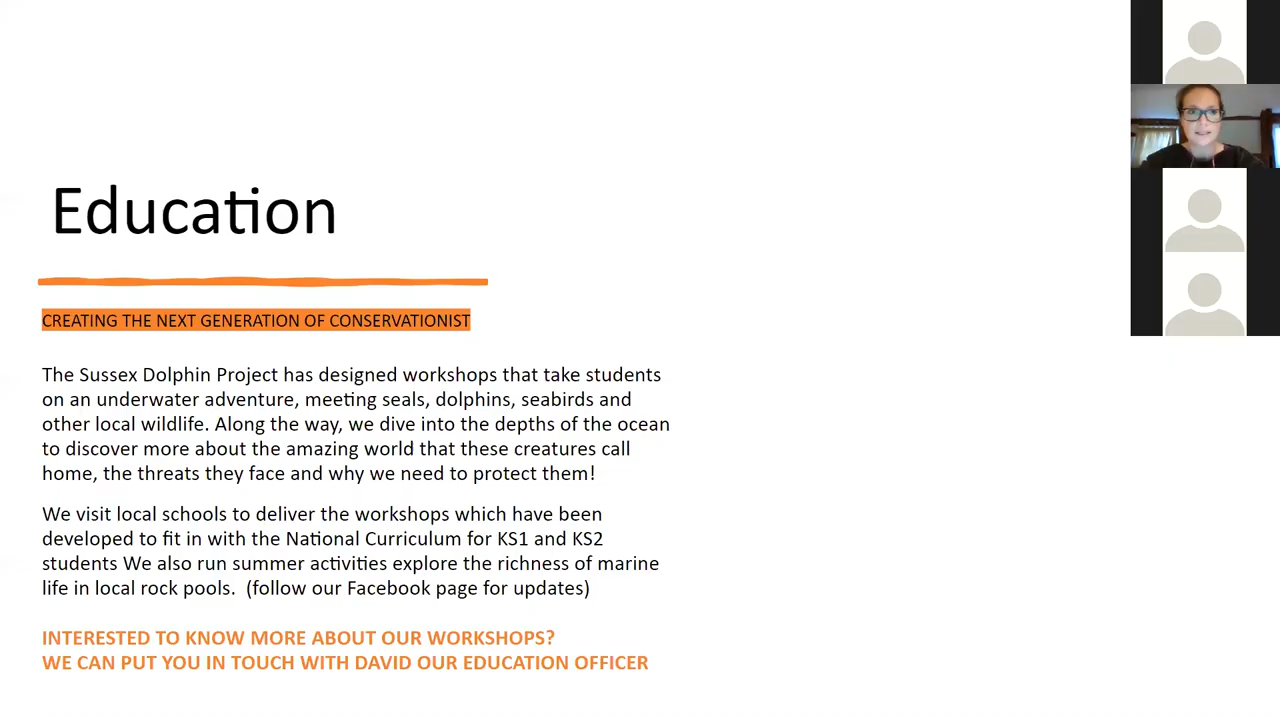 Education
CREATING THE NEXT GENERATION OF CONSERVATIONIST
The Sussex Dolphin Project has designed workshops that take students
on an underwater adventure, meeting seals, dolphins, seabirds and
other local wildlife. Along the way, we dive into the depths of the ocean
to discover more about the amazing world that these creatures call
home, the threats they face and why we need to protect them!
We visit local schools to deliver the workshops which have been
developed to fit in with the National Curriculum for KS1 and KS2
students We also run summer activities explore the richness of marine
life in local rock pools.  (follow our Facebook page for updates)
INTERESTED TO KNOW MORE ABOUT OUR WORKSHOPS?
WE CAN PUT YOU IN TOUCH WITH DAVID OUR EDUCATION OFFICER